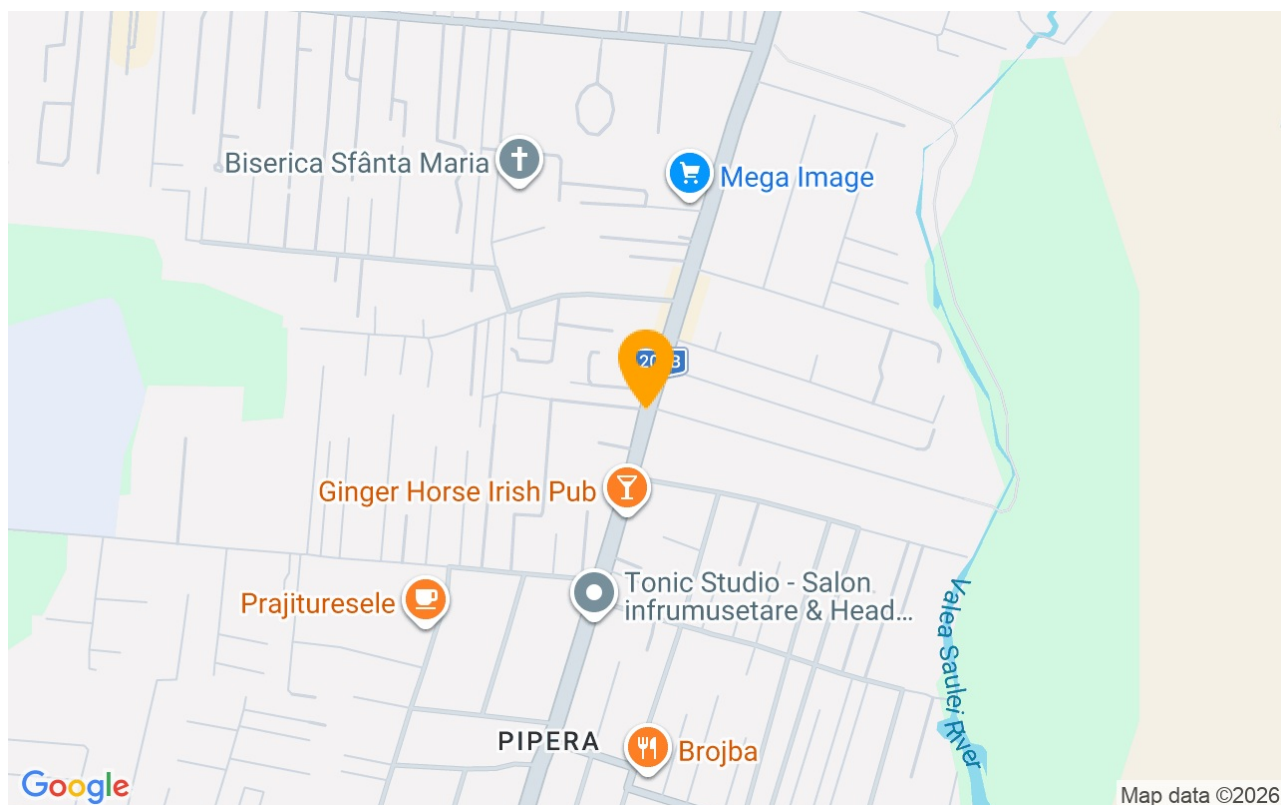 Biserica Sfânta Maria
Mega Image
Ginger Horse Irish Pub
Tonic Studio - Salon
infrumusetare & Head...
Prajituresele
Valea Saulei River
PIPERA
Brojba
Google
Map data ©2026